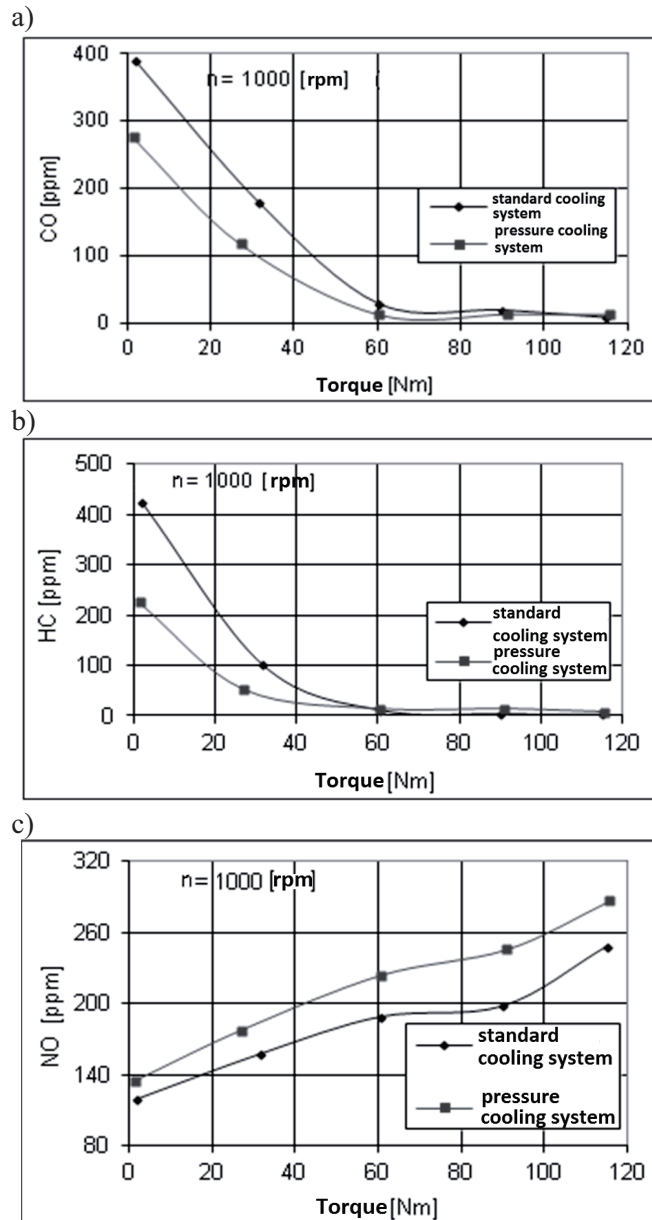 a)
n = 1000 [rpm]
400
300
200
100
0
CO [ppm]
standard cooling
system
pressure cooling
system
0 20 40 60 80 100 120
Torque [Nm]
b)
n = 1000 [rpm]
500
400
300
200
100
0
HC [ppm]
standard
cooling system
pressure
cooling system
0 20 40 60 80 100 120
Torque [Nm]
c)
n = 1000 [rpm]
320
260
200
140
80
NO [ppm]
standard
cooling system
pressure
cooling system
0 20 40 60 80 100 120
Torque [Nm]